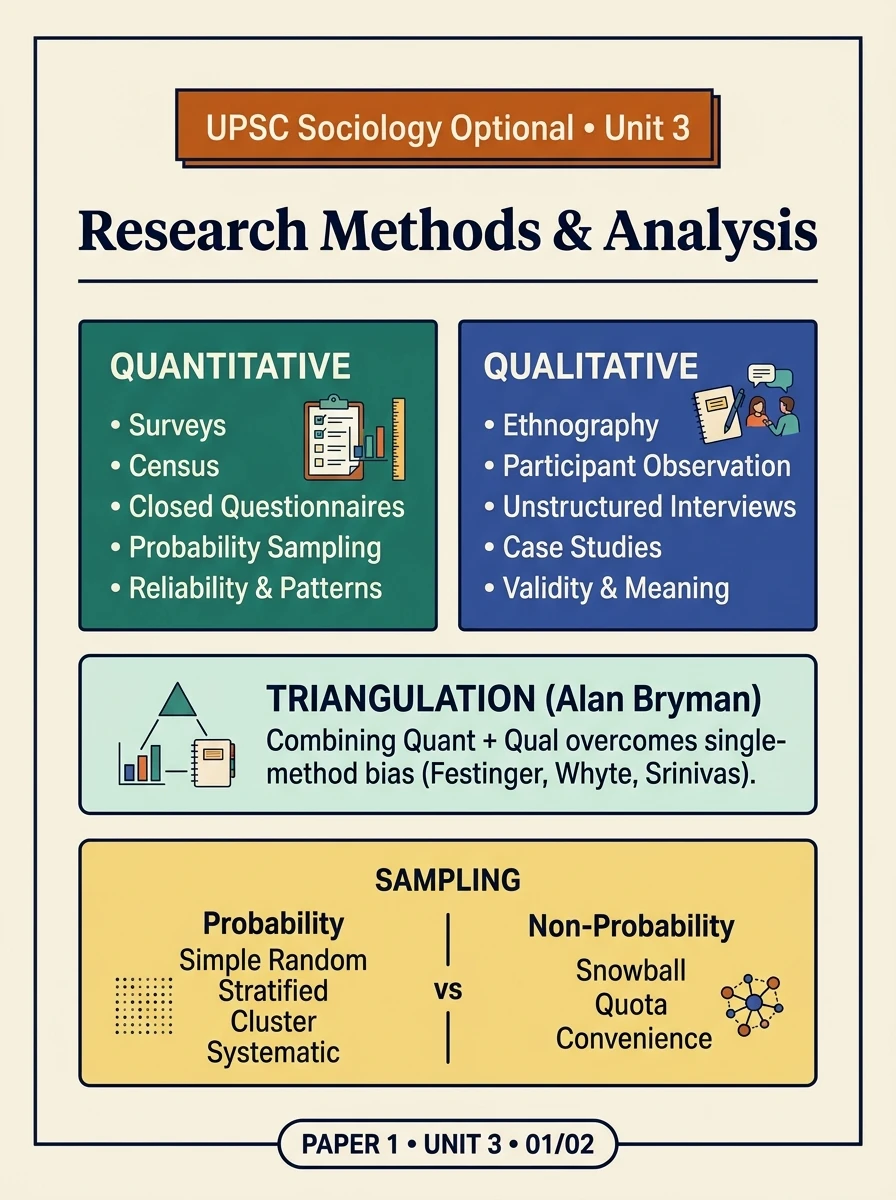 UPSC Sociology Optional • Unit 3
Research Methods & Analysis
QUANTITATIVE
• Surveys
• Census
• Closed Questionnaires
• Probability Sampling
• Reliability & Patterns
QUALITATIVE
• Ethnography
• Participant Observation
• Unstructured Interviews
• Case Studies
• Validity & Meaning
TRIANGULATION (Alan Bryman)
Combining Quant + Qual overcomes single-
method bias (Festinger, Whyte, Srinivas).
SAMPLING
Probability
Simple Random
Stratified
Cluster
Systematic
vs
Non-Probability
Snowball
Quota
Convenience
PAPER 1 • UNIT 3 • 01/02